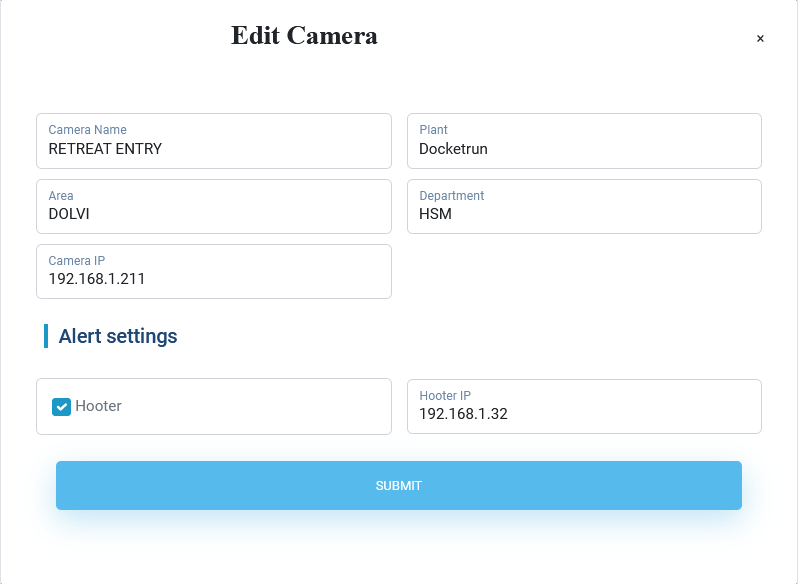 Edit Camera
×
Camera Name
RETREAT ENTRY
Plant
Docketrun
Area
DOLVI
Department
HSM
Camera IP
192.168.1.211
Alert settings
Hooter
Hooter IP
192.168.1.32
SUBMIT